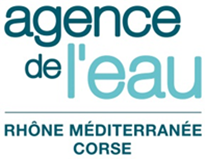 agence
de l'eau
RHÔNE MÉDITERRANÉE
CORSE